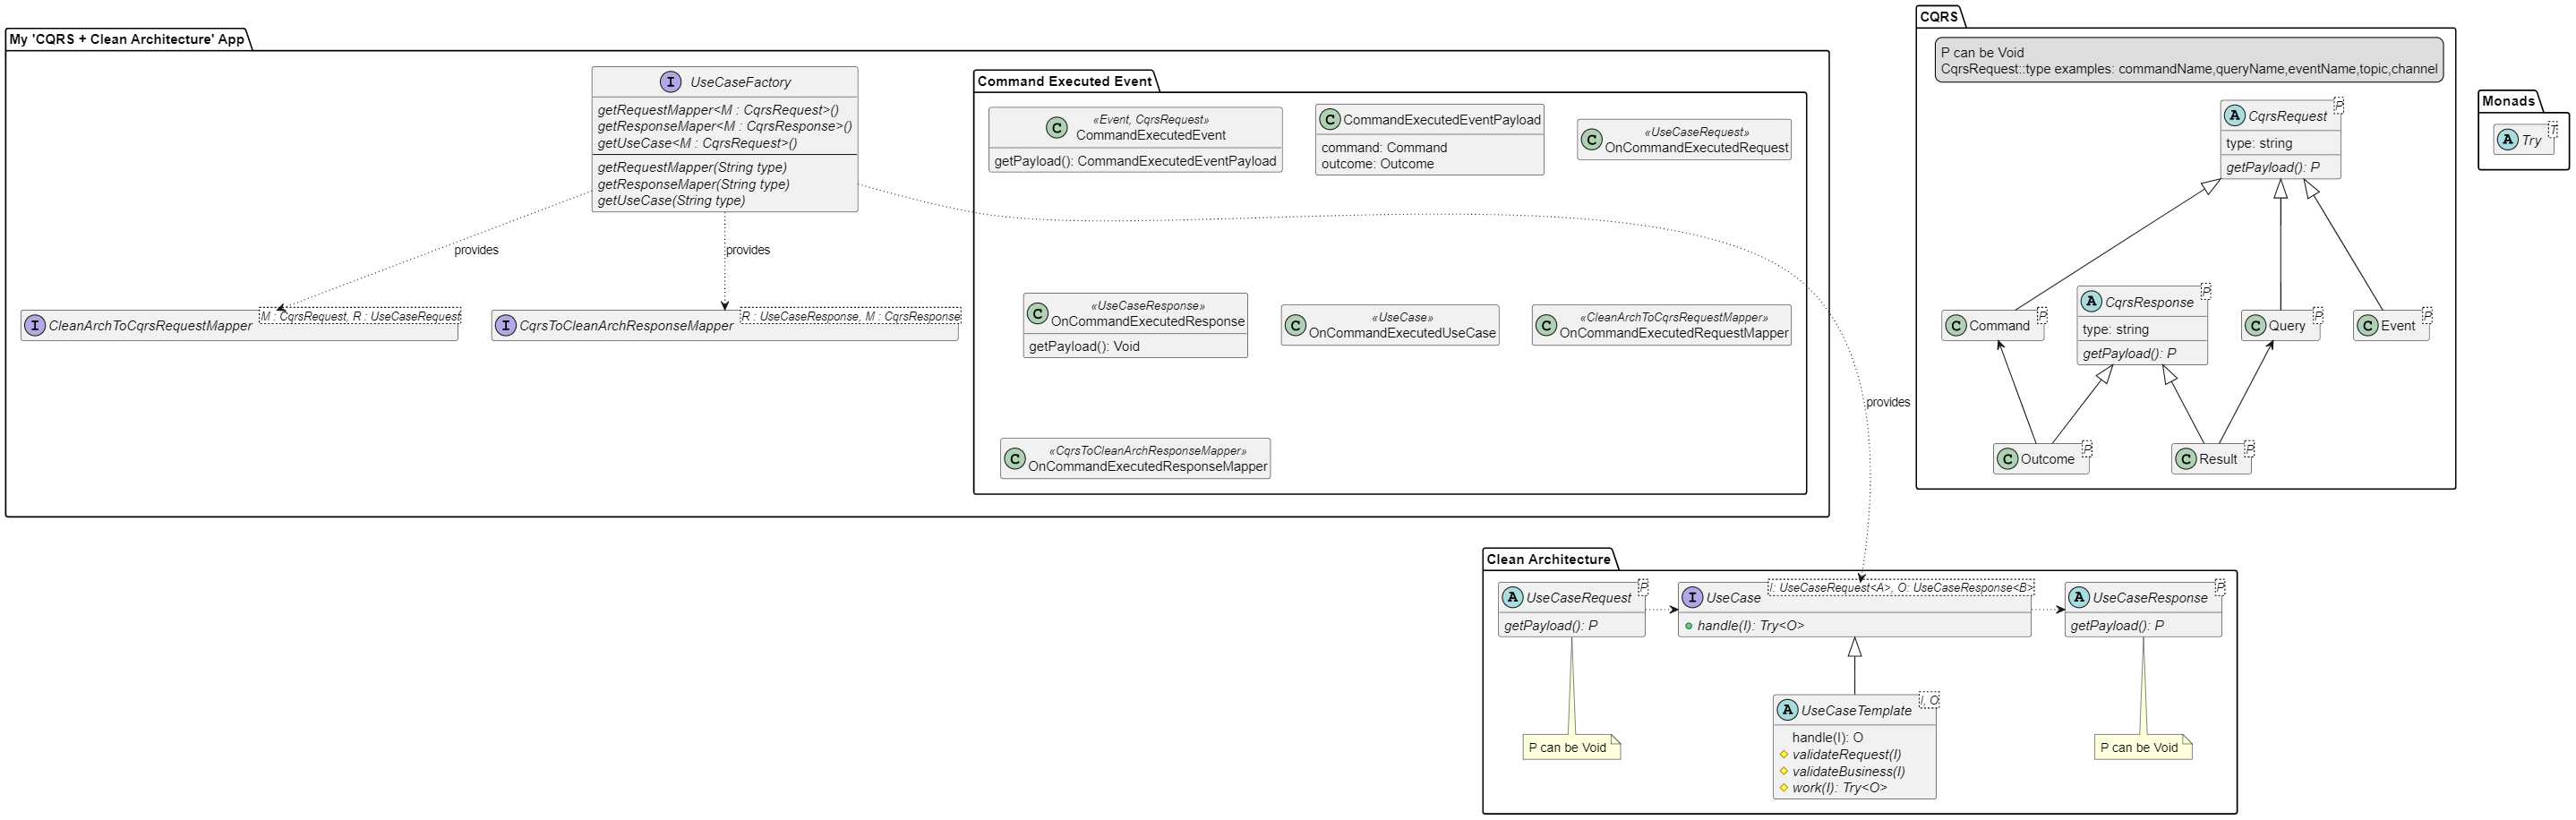 My 'CQRS + Clean Architecture' App
I
UseCaseFactory
getRequestMapper<M : CqrsRequest>()
getResponseMaper<M : CqrsResponse>()
getUseCase<M : CqrsRequest>()
getRequestMapper(String type)
getResponseMaper(String type)
getUseCase(String type)
provides
provides
I
CleanArchToCqrsRequestMapper
M : CqrsRequest, R : UseCaseRequest
I
CqrsToCleanArchResponseMapper
R : UseCaseResponse, M : CqrsResponse
Command Executed Event
C
«Event, CqrsRequest»
CommandExecutedEvent
getPayload(): CommandExecutedEventPayload
C
CommandExecutedEventPayload
command: Command
outcome: Outcome
C
«UseCaseRequest»
OnCommandExecutedRequest
C
«UseCaseResponse»
OnCommandExecutedResponse
getPayload(): Void
C
«UseCase»
OnCommandExecutedUseCase
C
«CleanArchToCqrsRequestMapper»
OnCommandExecutedRequestMapper
C
«CqrsToCleanArchResponseMapper»
OnCommandExecutedResponseMapper
provides
CQRS
P can be Void
CqrsRequest::type examples: commandName,queryName,eventName,topic,channel
A
CqrsRequest
P
type: string
getPayload(): P
C
Command
P
A
CqrsResponse
P
type: string
getPayload(): P
C
Query
P
C
Event
P
C
Outcome
P
C
Result
P
Monads
A
Try
T
Clean Architecture
A
UseCaseRequest
P
getPayload(): P
I
UseCase
I: UseCaseRequest<A>, O: UseCaseResponse<B>
handle(I): Try<O>
A
UseCaseResponse
P
getPayload(): P
A
UseCaseTemplate
I, O
handle(I): O
validateRequest(I)
validateBusiness(I)
work(I): Try<O>
P can be Void
P can be Void